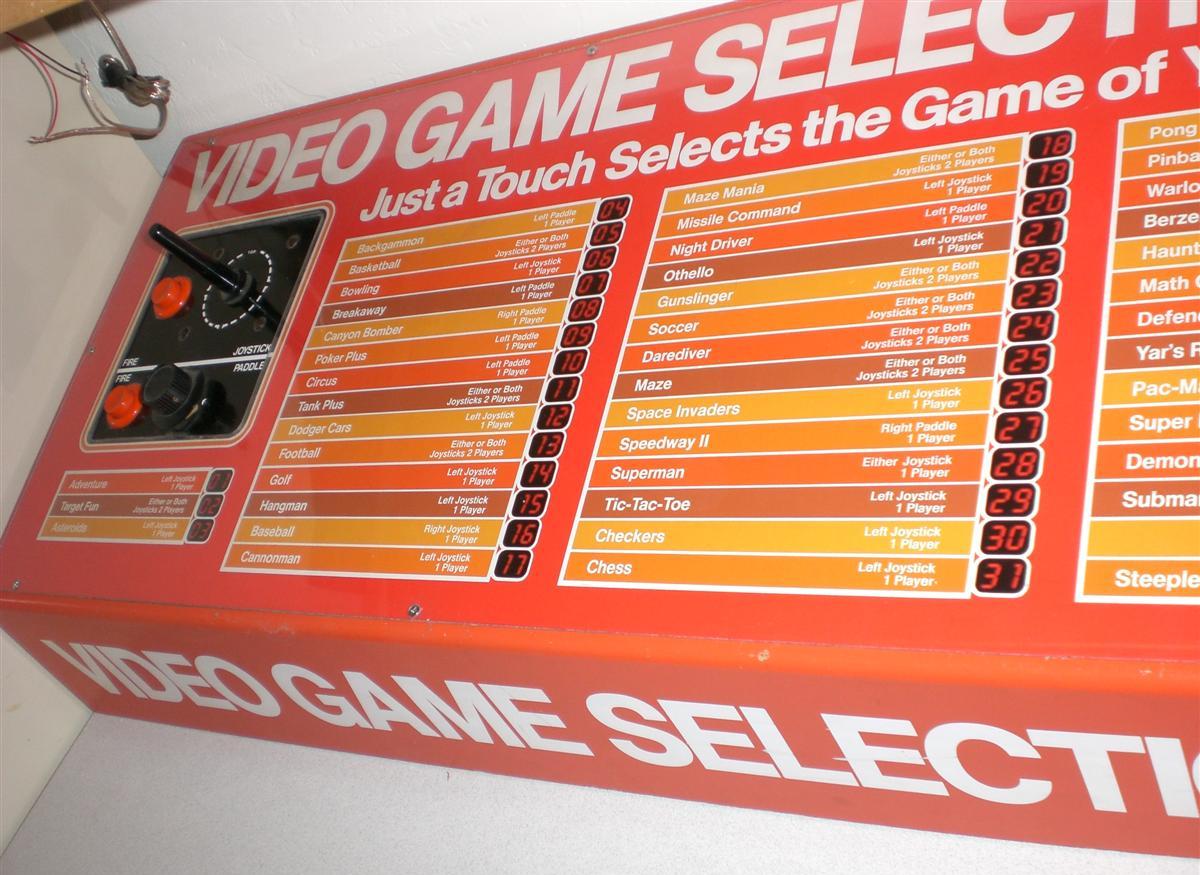 VIDEO GAME SELECTI
Just a Touch Selects the Game of Y
FIRE JOYSTICK
FIRE PADDLE
Adventure Left Joystick 1 Player 01
Target Fun Either or Both Joysticks 2 Players 02
Asteroids Left Joystick 1 Player 03
Backgammon Left Paddle 1 Player 04
Basketball Either or Both Joysticks 2 Players 05
Bowling Left Joystick 1 Player 06
Breakaway Left Paddle 1 Player 07
Canyon Bomber Right Paddle 1 Player 08
Poker Plus Left Joystick 1 Player 09
Circus Left Paddle 1 Player 10
Tank Plus Either or Both Joysticks 2 Players 11
Dodger Cars Left Joystick 1 Player 12
Football Either or Both Joysticks 2 Players 13
Golf Left Joystick 1 Player 14
Hangman Left Joystick 1 Player 15
Baseball Right Joystick 1 Player 16
Cannonman Left Joystick 1 Player 17
Maze Mania Either or Both Joysticks 2 Players 18
Missile Command Left Joystick 1 Player 19
Night Driver Left Paddle 1 Player 20
Othello Left Joystick 1 Player 21
Gunslinger Either or Both Joysticks 2 Players 22
Soccer Either or Both Joysticks 2 Players 23
Darediver Either or Both Joysticks 2 Players 24
Maze Either or Both Joysticks 2 Players 25
Space Invaders Left Joystick 1 Player 26
Speedway II Right Paddle 1 Player 27
Superman Either Joystick 1 Player 28
Tic-Tac-Toe Left Joystick 1 Player 29
Checkers Left Joystick 1 Player 30
Chess Left Joystick 1 Player 31
Pong
Pinba
Warlo
Berze
Haunt
Math
Defen
Yar's R
Pac-Ma
Super
Demon
Subma
Steeple
VIDEO GAME SELECTI